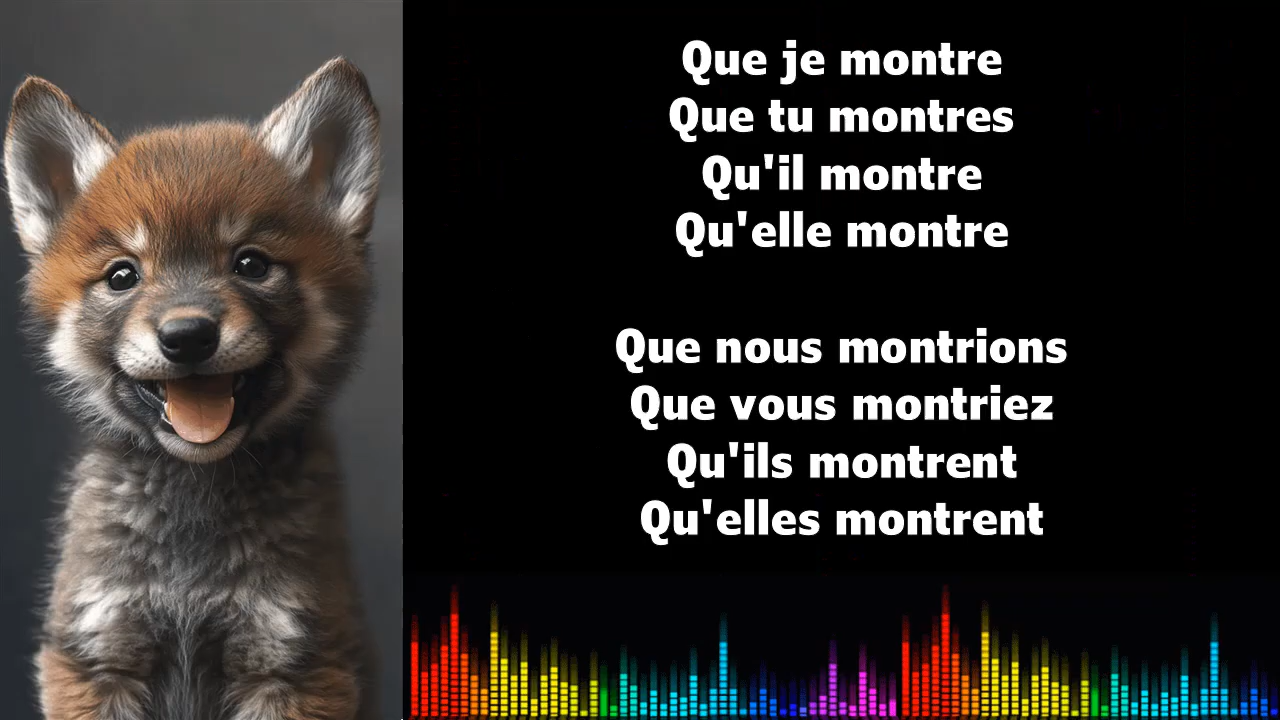 Que je montre
Que tu montres
Qu'il montre
Qu'elle montre
Que nous montrions
Que vous montriez
Qu'ils montrent
Qu'elles montrent